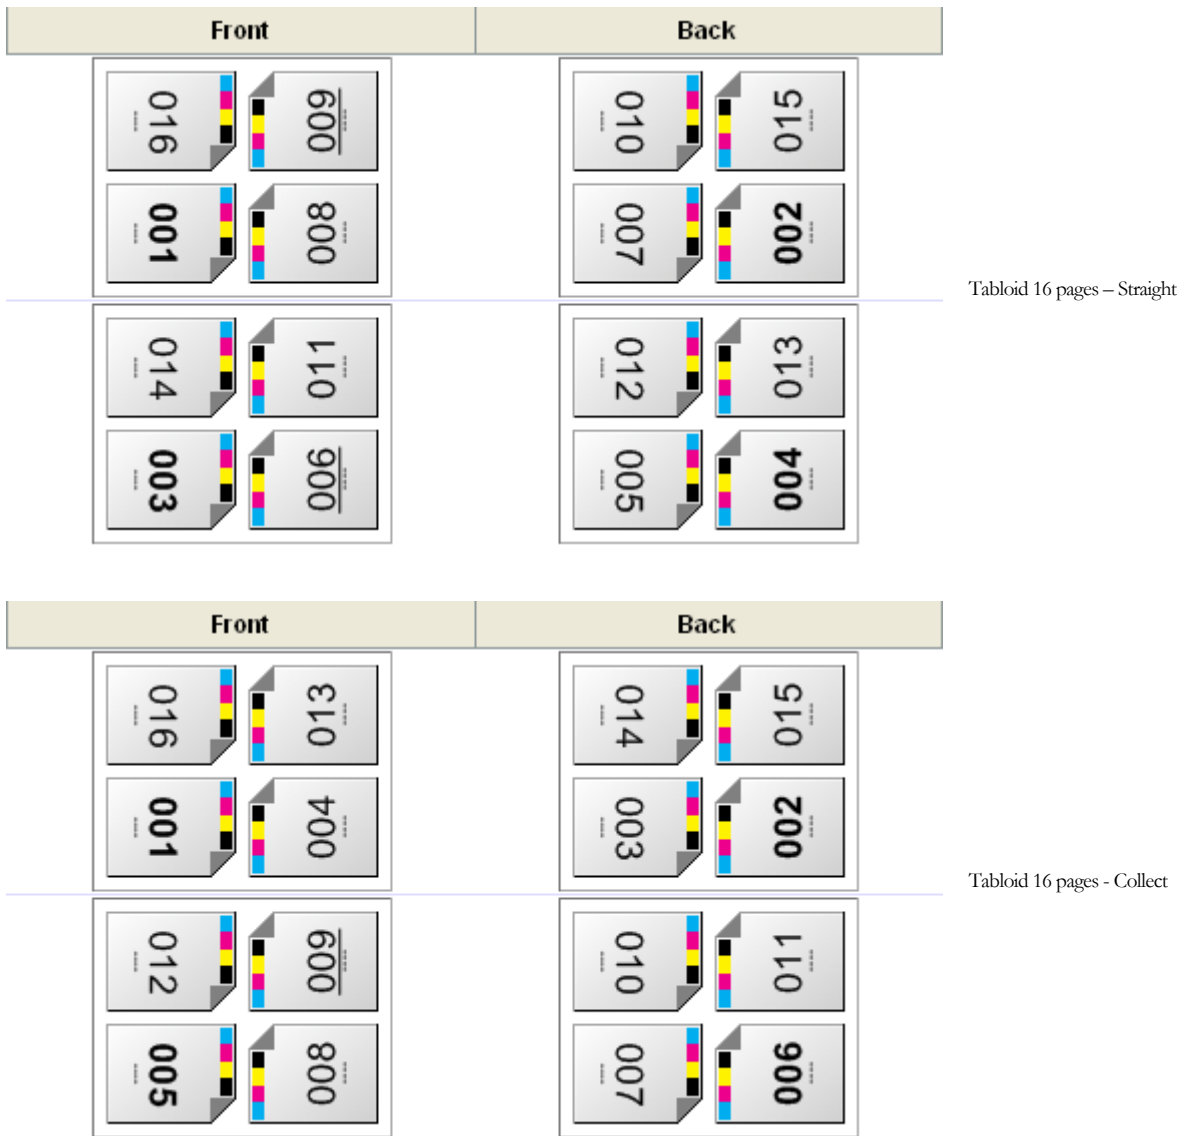 Front Back
016 009 010 015
001 008 007 002
Tabloid 16 pages – Straight
014 011 012 013
003 006 005 004
Front Back
016 013 014 015
001 004 003 002
Tabloid 16 pages - Collect
012 009 010 011
005 008 007 006